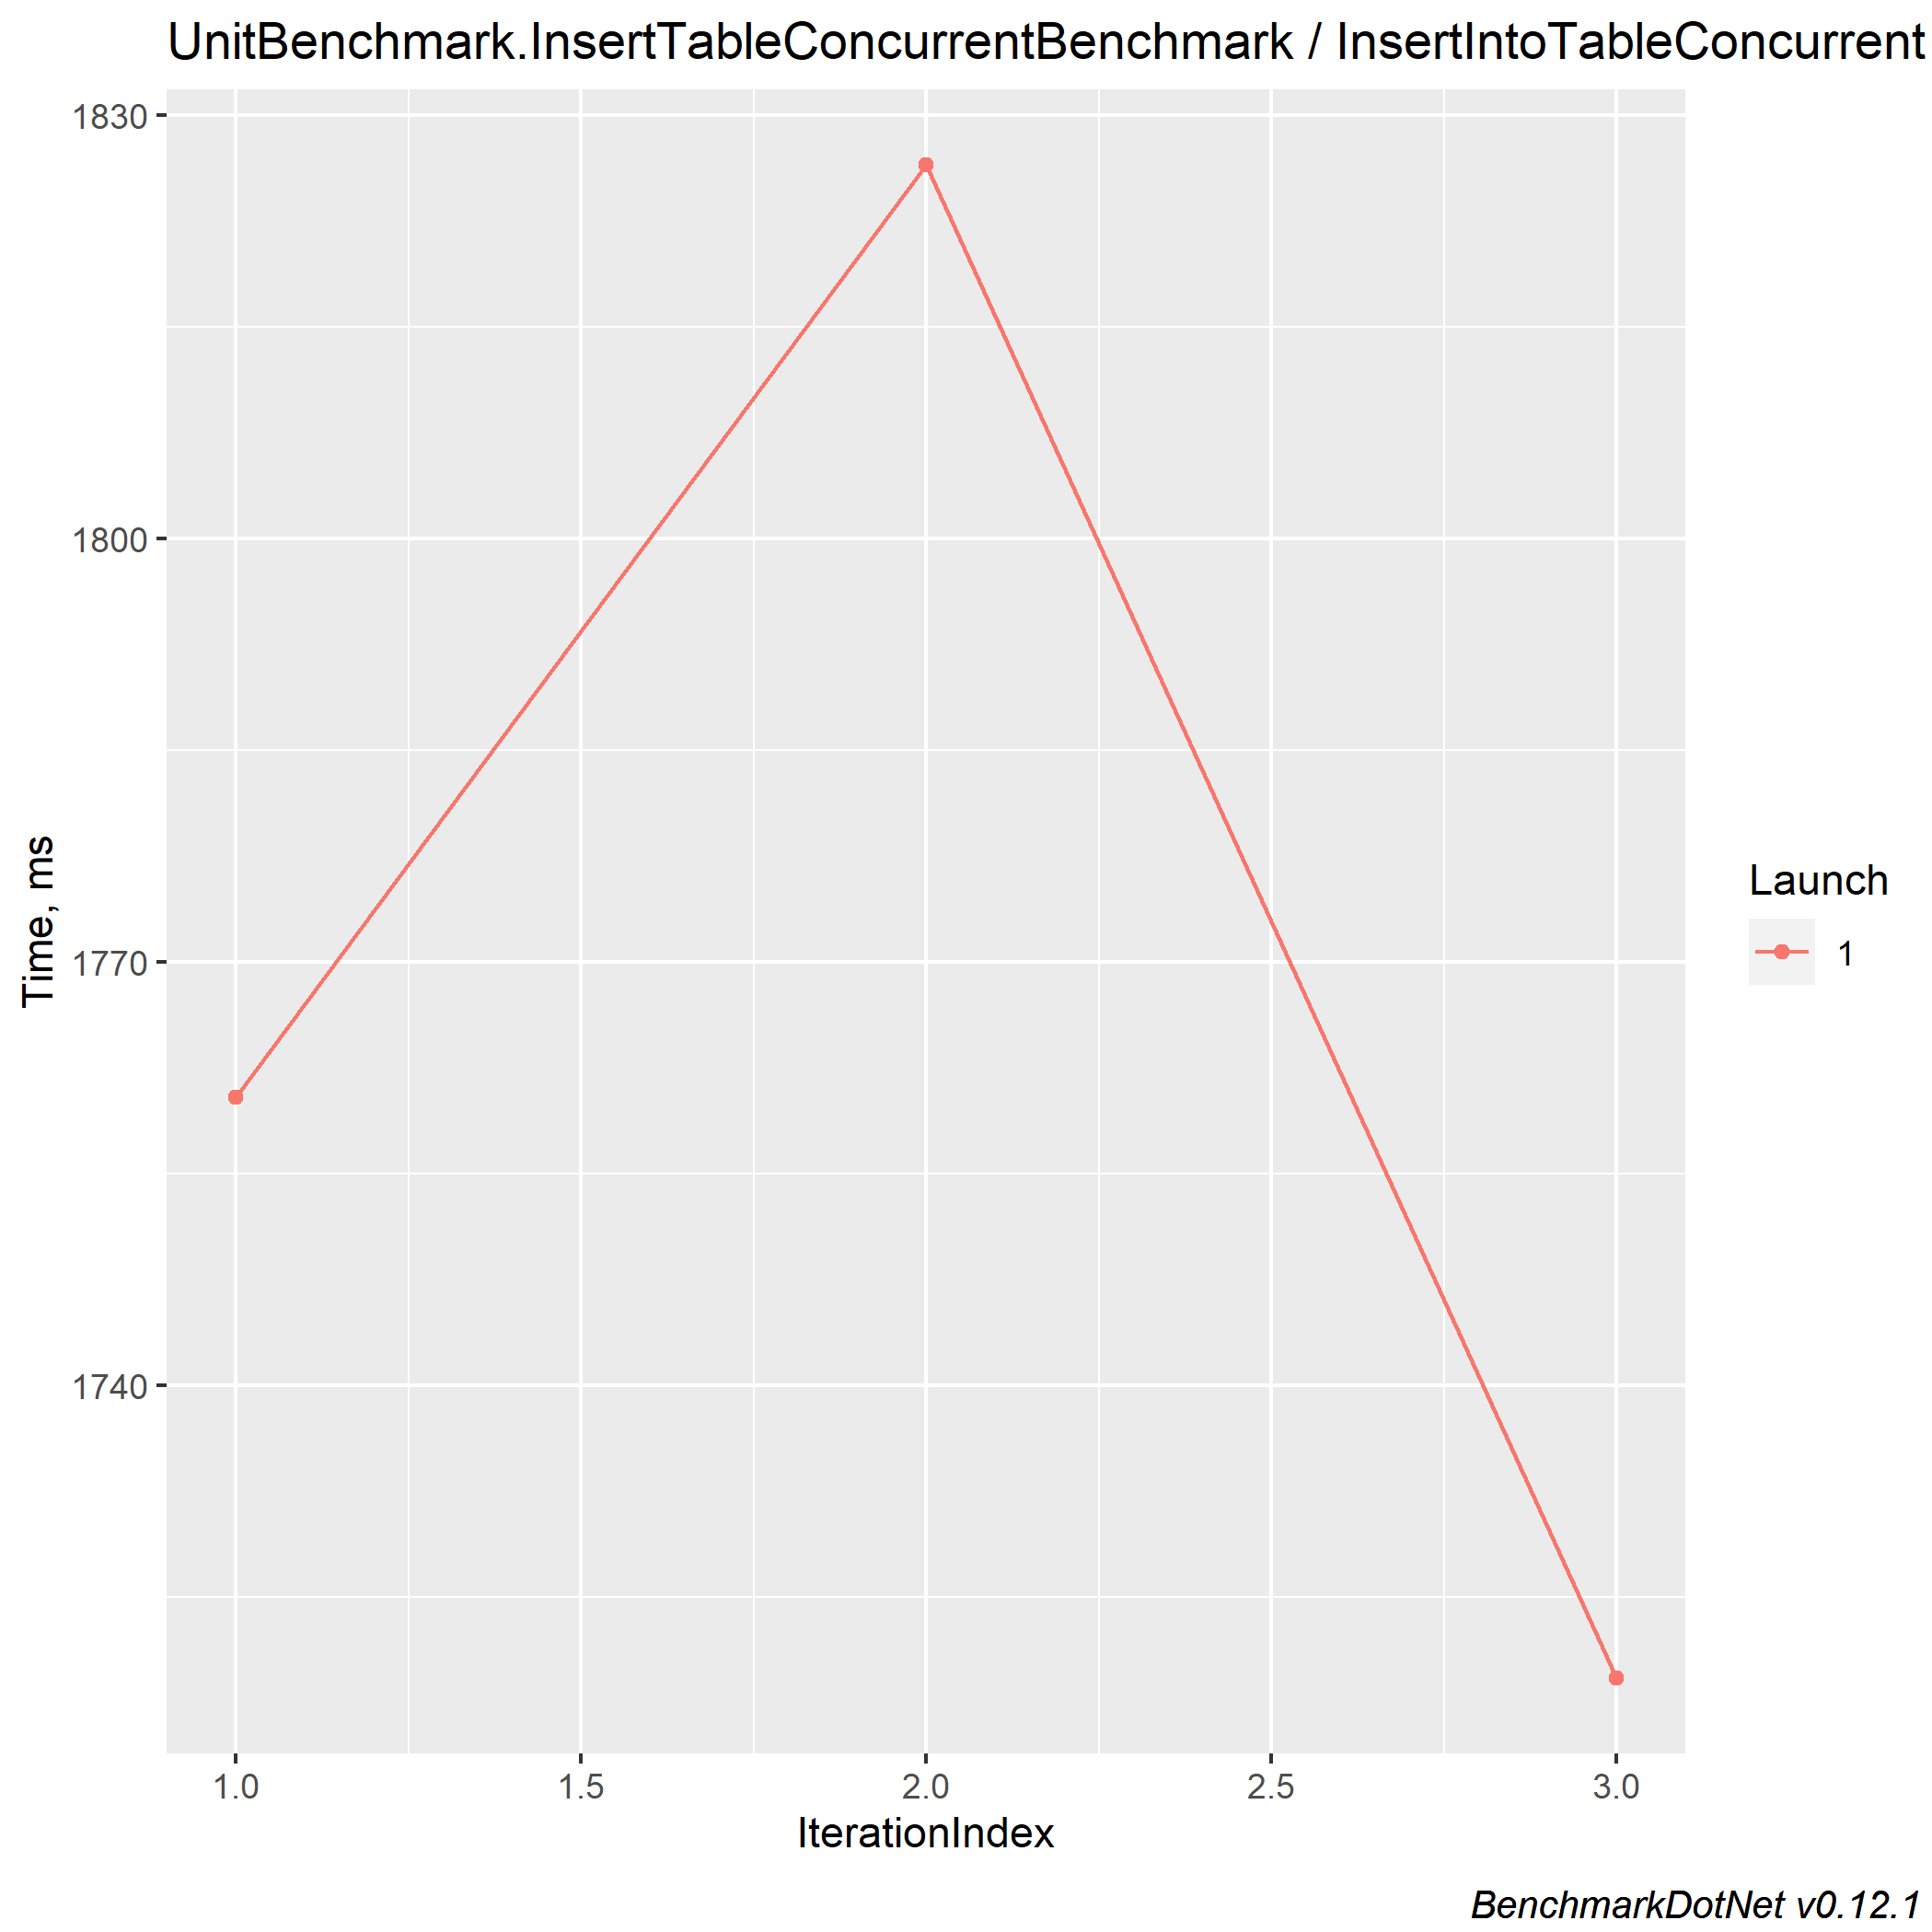 UnitBenchmark.InsertTableConcurrentBenchmark / InsertIntoTableConcurrent
1830
1800
1770
1740
Time, ms
1.0 1.5 2.0 2.5 3.0
IterationIndex
Launch
1
BenchmarkDotNet v0.12.1